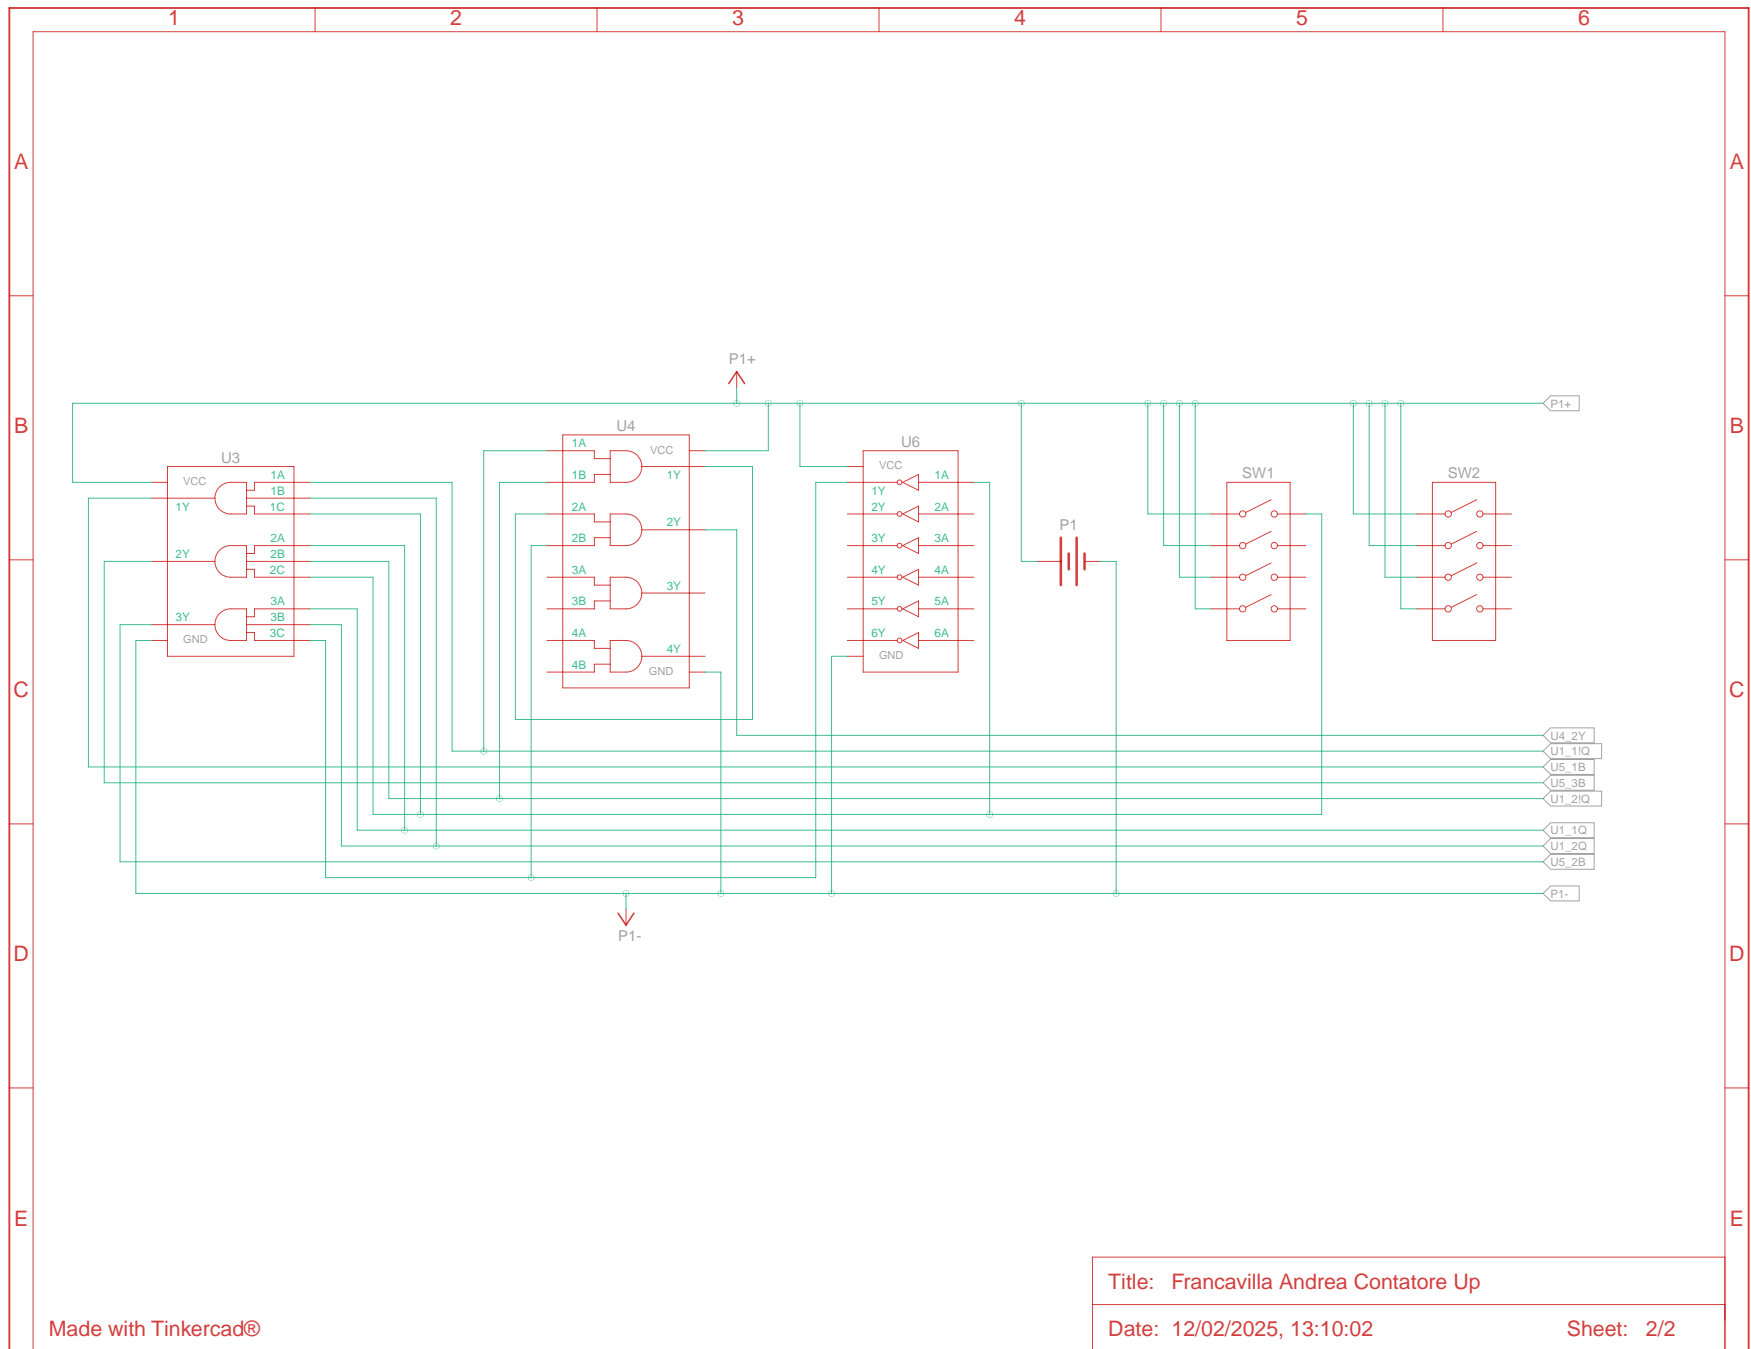 1 2 3 4 5 6
A A
P1+
B P1+ B
U4
1A VCC
U6
U3
1B 1Y
VCC 1A
SW1 SW2
VCC 1A
1Y 1B
1C
1Y
2A 2Y
2Y 2A
2B
P1
2A
2Y 2B
2C
3Y 3A
3A 3Y
3B
4Y 4A
3A
3Y 3B
GND 3C
5Y 5A
4A 4Y
4B GND
6Y 6A
GND
C C
U4_2Y
U1_1!Q
U5_1B
U5_3B
U1_2!Q
U1_1Q
U1_2Q
U5_2B
P1-
P1-
D D
E E
Title: Francavilla Andrea Contatore Up
Made with Tinkercad®
Date: 12/02/2025, 13:10:02 Sheet: 2/2